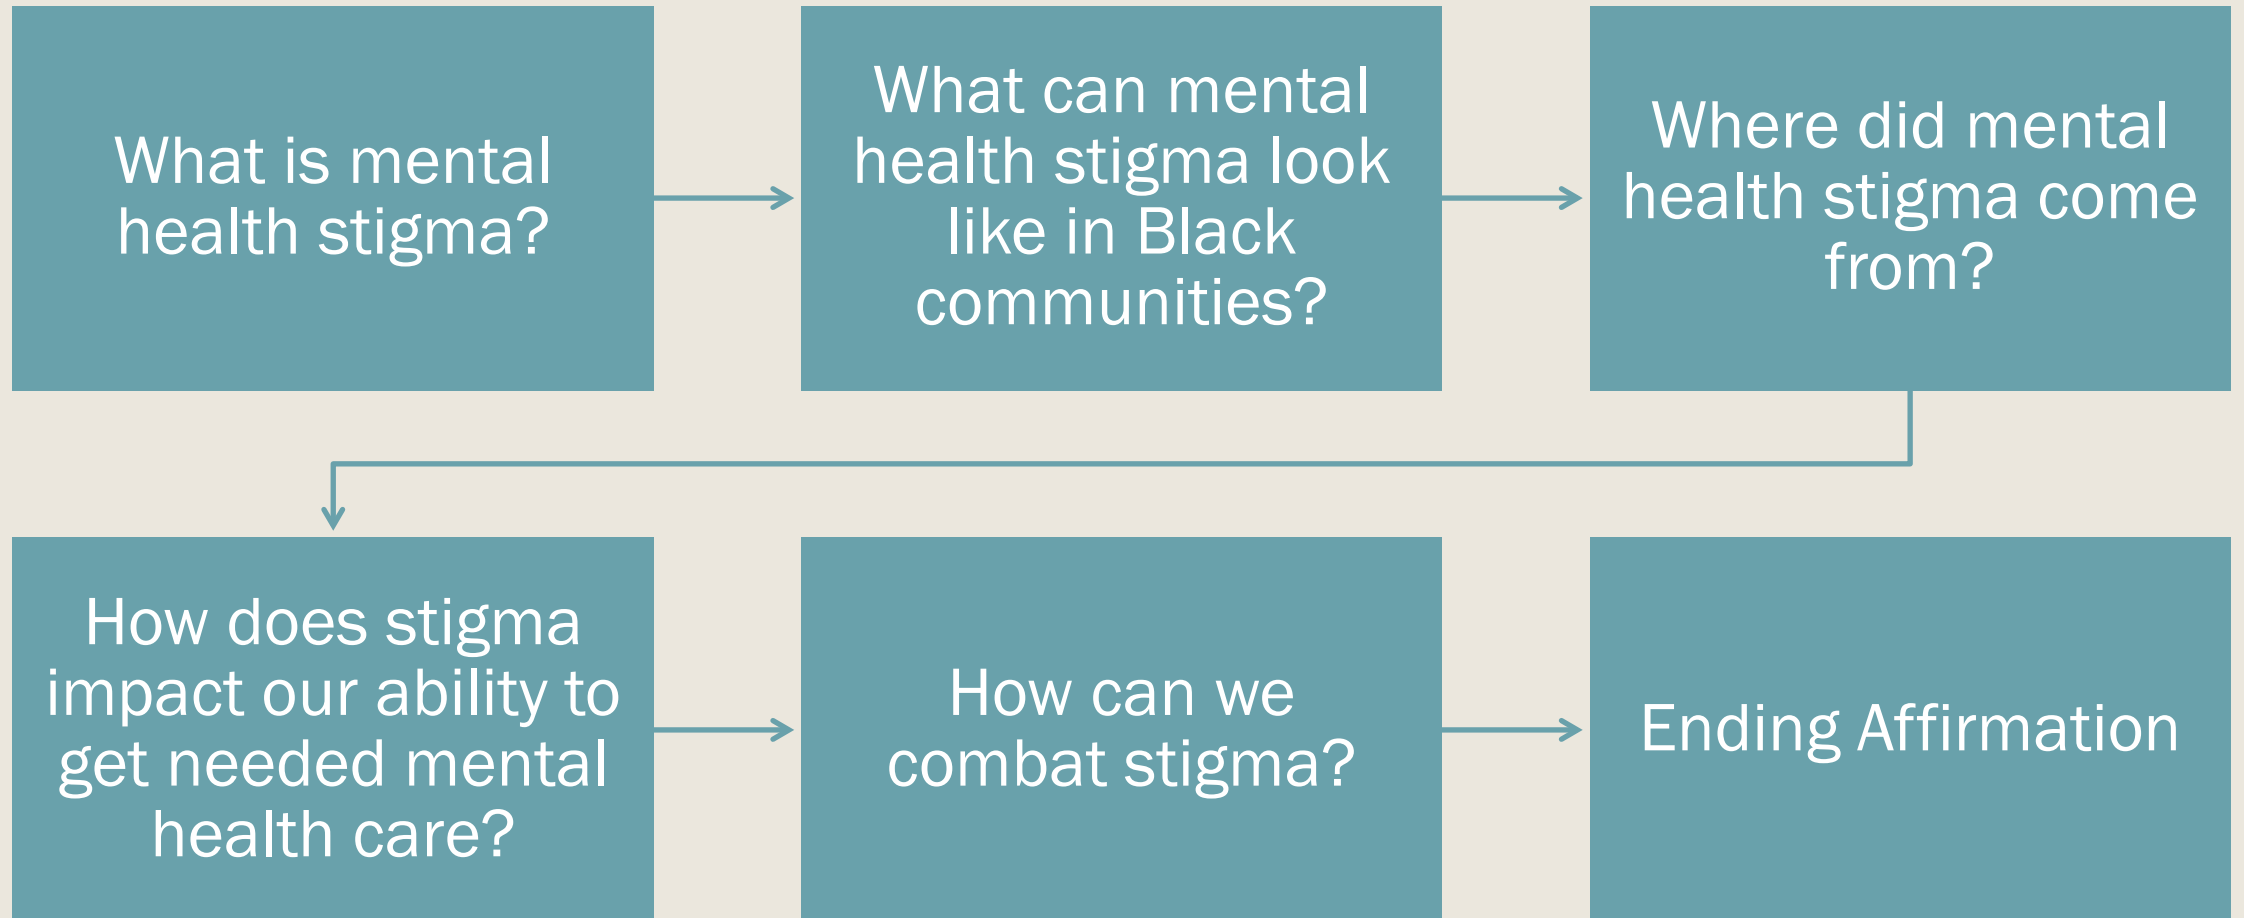 What is mental
health stigma?
What can mental
health stigma look
like in Black
communities?
Where did mental
health stigma come
from?
How does stigma
impact our ability to
get needed mental
health care?
How can we
combat stigma?
Ending Affirmation